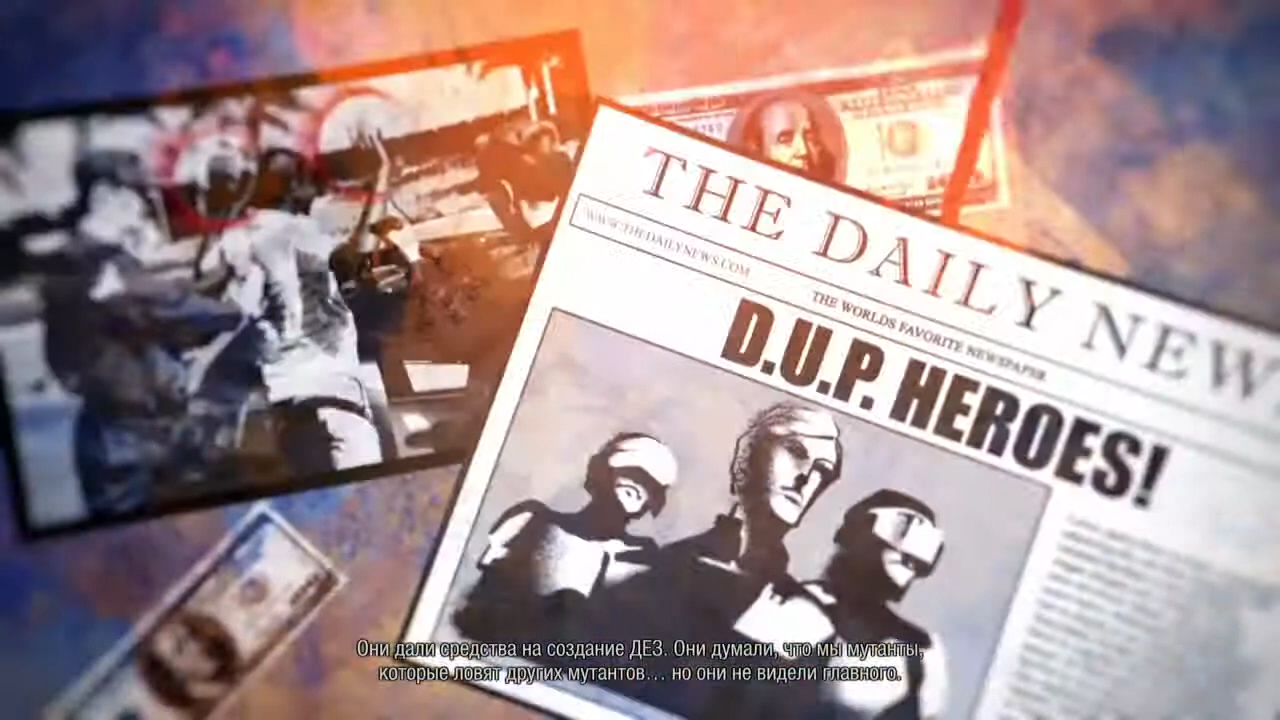 THE DAILY NEWS
WWW.THEDAILYNEWS.COM
THE WORLDS FAVORITE NEWSPAPER
D.U.P. HEROES!
Они дали средства на создание ДЕЗ. Они думали, что мы мутанты,
которые ловят других мутантов... но они не видели главного.